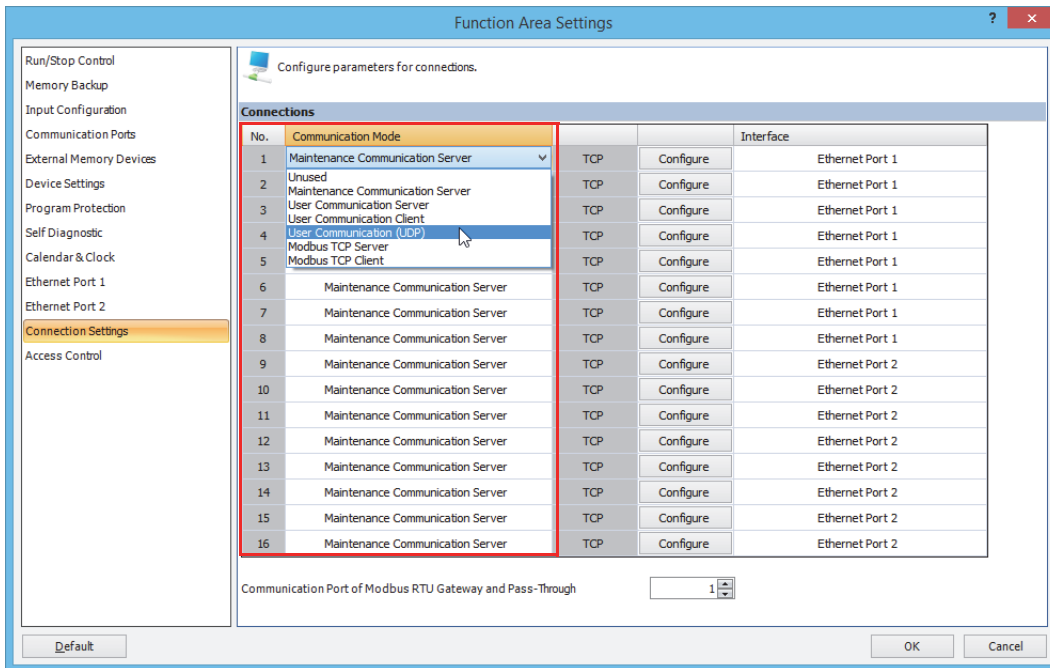 Function Area Settings
?
Run/Stop Control
Memory Backup
Input Configuration
Communication Ports
External Memory Devices
Device Settings
Program Protection
Self Diagnostic
Calendar & Clock
Ethernet Port 1
Ethernet Port 2
Connection Settings
Access Control
Configure parameters for connections.
Connections
No. Communication Mode Interface
1 Maintenance Communication Server TCP Configure Ethernet Port 1
2 TCP Configure Ethernet Port 1
3 TCP Configure Ethernet Port 1
4 TCP Configure Ethernet Port 1
5 TCP Configure Ethernet Port 1
Unused
Maintenance Communication Server
User Communication Server
User Communication Client
User Communication (UDP)
Modbus TCP Server
Modbus TCP Client
6 Maintenance Communication Server TCP Configure Ethernet Port 1
7 Maintenance Communication Server TCP Configure Ethernet Port 1
8 Maintenance Communication Server TCP Configure Ethernet Port 1
9 Maintenance Communication Server TCP Configure Ethernet Port 2
10 Maintenance Communication Server TCP Configure Ethernet Port 2
11 Maintenance Communication Server TCP Configure Ethernet Port 2
12 Maintenance Communication Server TCP Configure Ethernet Port 2
13 Maintenance Communication Server TCP Configure Ethernet Port 2
14 Maintenance Communication Server TCP Configure Ethernet Port 2
15 Maintenance Communication Server TCP Configure Ethernet Port 2
16 Maintenance Communication Server TCP Configure Ethernet Port 2
Communication Port of Modbus RTU Gateway and Pass-Through 1
Default
OK
Cancel